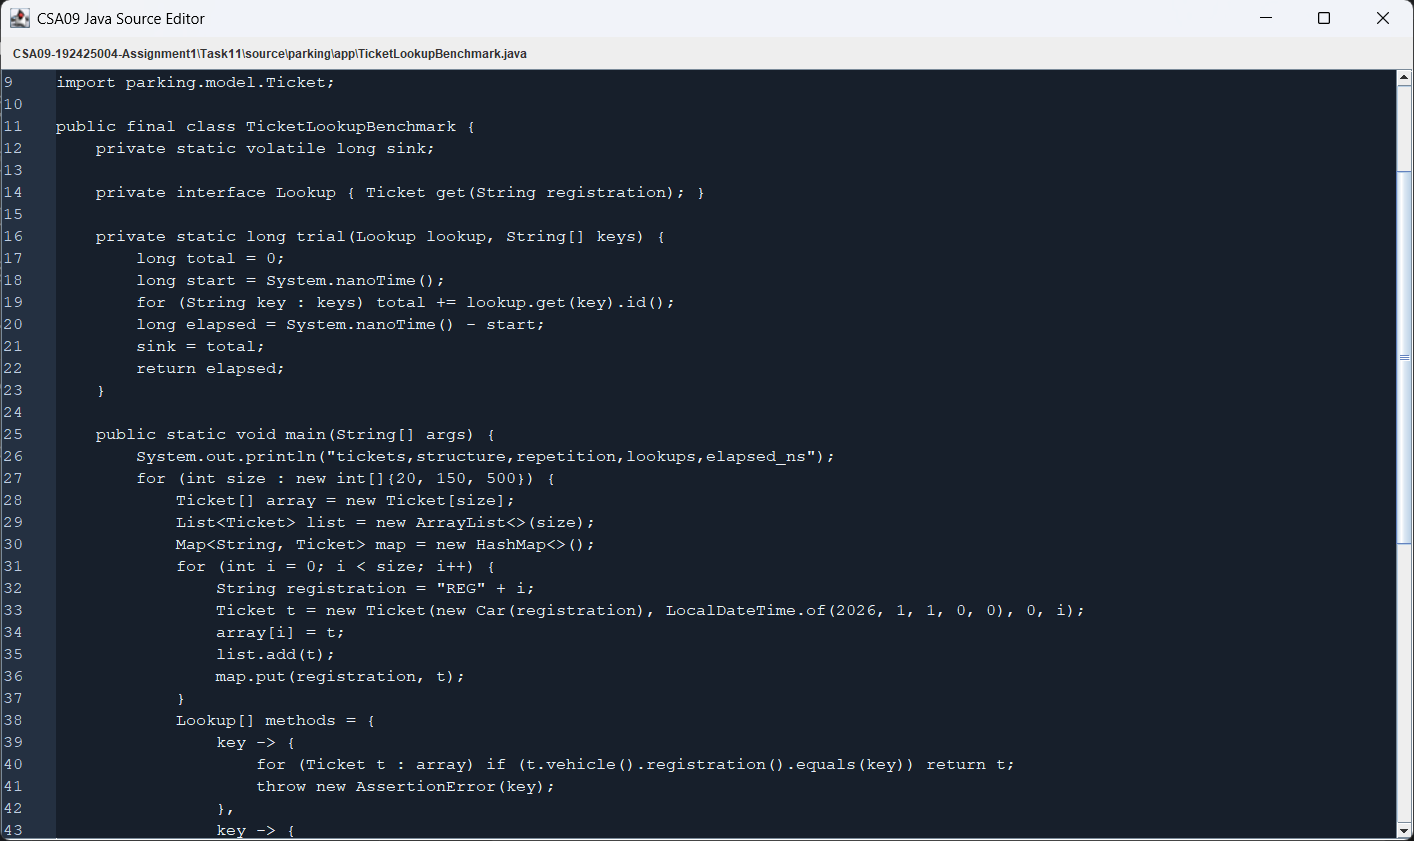 CSA09 Java Source Editor
CSA09-192425004-Assignment1\Task11\source\parking\app\TicketLookupBenchmark.java
9 import parking.model.Ticket;
10
11 public final class TicketLookupBenchmark {
12 private static volatile long sink;
13
14 private interface Lookup { Ticket get(String registration); }
15
16 private static long trial(Lookup lookup, String[] keys) {
17 long total = 0;
18 long start = System.nanoTime();
19 for (String key : keys) total += lookup.get(key).id();
20 long elapsed = System.nanoTime() - start;
21 sink = total;
22 return elapsed;
23 }
24
25 public static void main(String[] args) {
26 System.out.println("tickets,structure,repetition,lookups,elapsed_ns");
27 for (int size : new int[]{20, 150, 500}) {
28 Ticket[] array = new Ticket[size];
29 List<Ticket> list = new ArrayList<>(size);
30 Map<String, Ticket> map = new HashMap<>();
31 for (int i = 0; i < size; i++) {
32 String registration = "REG" + i;
33 Ticket t = new Ticket(new Car(registration), LocalDateTime.of(2026, 1, 1, 0, 0), 0, i);
34 array[i] = t;
35 list.add(t);
36 map.put(registration, t);
37 }
38 Lookup[] methods = {
39 key -> {
40 for (Ticket t : array) if (t.vehicle().registration().equals(key)) return t;
41 throw new AssertionError(key);
42 },
43 key -> {